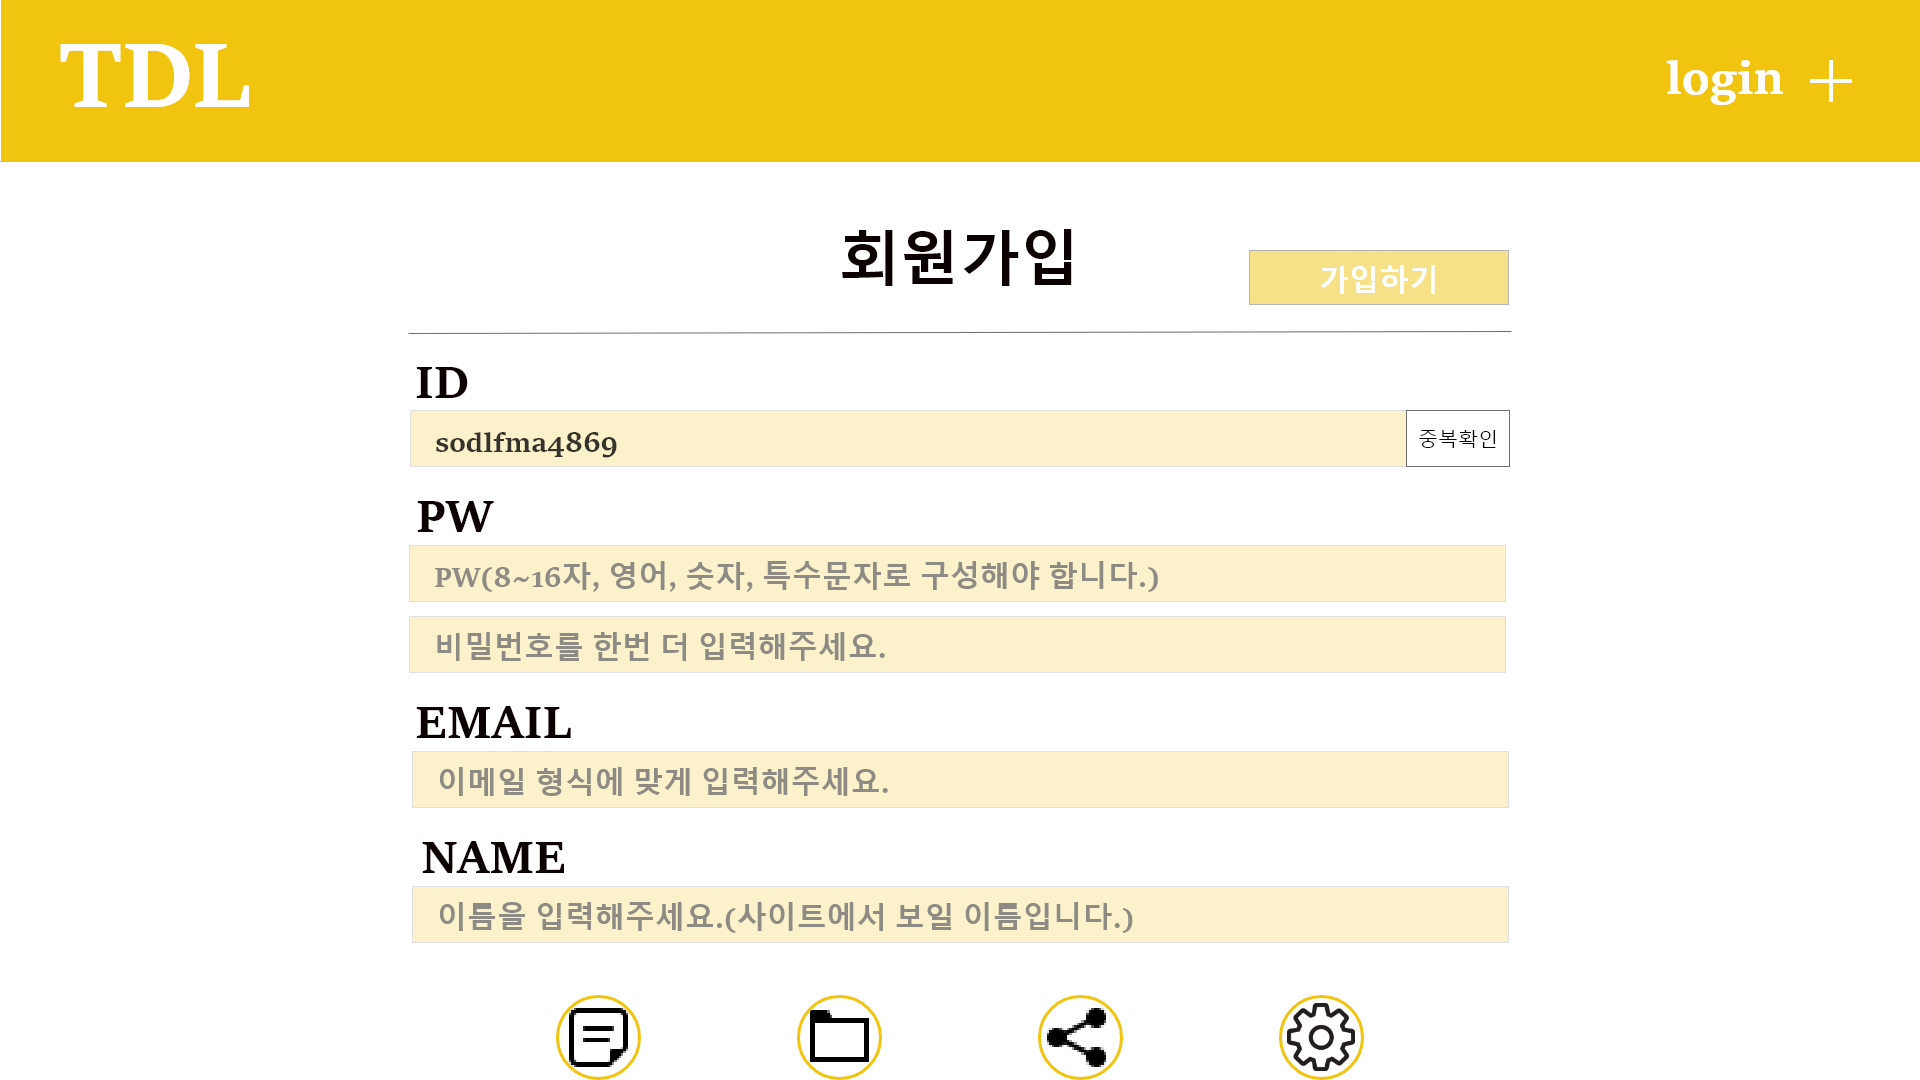 TDL
login
회원가입
가입하기
ID
sodlfma4869
중복확인
PW
PW(8~16자, 영어, 숫자, 특수문자로 구성해야 합니다.)
비밀번호를 한번 더 입력해주세요.
EMAIL
이메일 형식에 맞게 입력해주세요.
NAME
이름을 입력해주세요.(사이트에서 보일 이름입니다.)